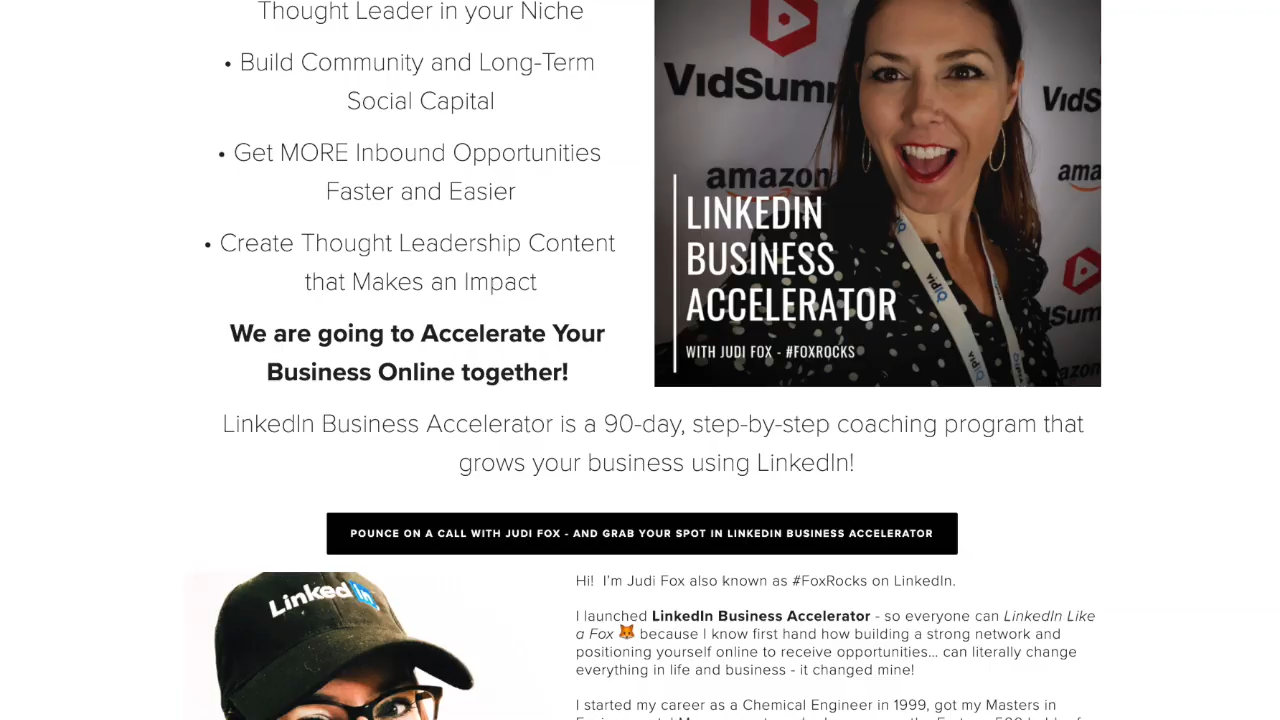 Thought Leader in your Niche
• Build Community and Long-Term
Social Capital
• Get MORE Inbound Opportunities
Faster and Easier
• Create Thought Leadership Content
that Makes an Impact
We are going to Accelerate Your
Business Online together!
VidSumm
VidS
amazon
ama
LINKEDIN
BUSINESS
ACCELERATOR
WITH JUDI FOX - #FOXROCKS
vidIQ
vidIQ
Sum
azon
LinkedIn Business Accelerator is a 90-day, step-by-step coaching program that
grows your business using LinkedIn!
POUNCE ON A CALL WITH JUDI FOX - AND GRAB YOUR SPOT IN LINKEDIN BUSINESS ACCELERATOR
Linkedin
Hi! I'm Judi Fox also known as #FoxRocks on LinkedIn.
I launched LinkedIn Business Accelerator - so everyone can LinkedIn Like
a Fox 🦊 because I know first hand how building a strong network and
positioning yourself online to receive opportunities... can literally change
everything in life and business - it changed mine!
I started my career as a Chemical Engineer in 1999, got my Masters in